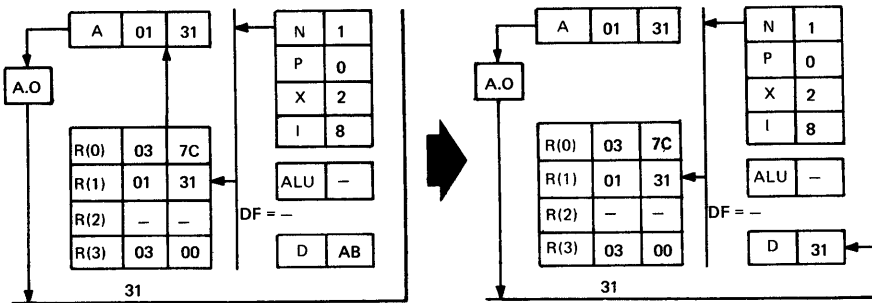 A 01 31
N 1
P 0
X 2
I 8
A.O
R(0) 03 7C
R(1) 01 31
R(2) – –
R(3) 03 00
ALU –
DF = –
D AB
31
A 01 31
N 1
P 0
X 2
I 8
A.O
R(0) 03 7C
R(1) 01 31
R(2) – –
R(3) 03 00
ALU –
DF = –
D 31
31